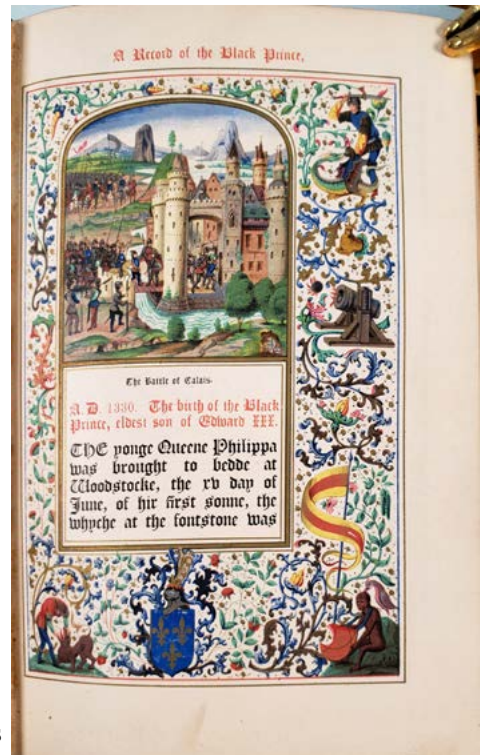 A Record of the Black Prince,
The Battle of Calais.
A. D. 1330. The birth of the Black
Prince, eldest son of Edward III.
THE yonge Queene Philippa
was brought to bedde at
Woodstocke, the xv day of
June, of hir first sonne, the
whyche at the fontstone was